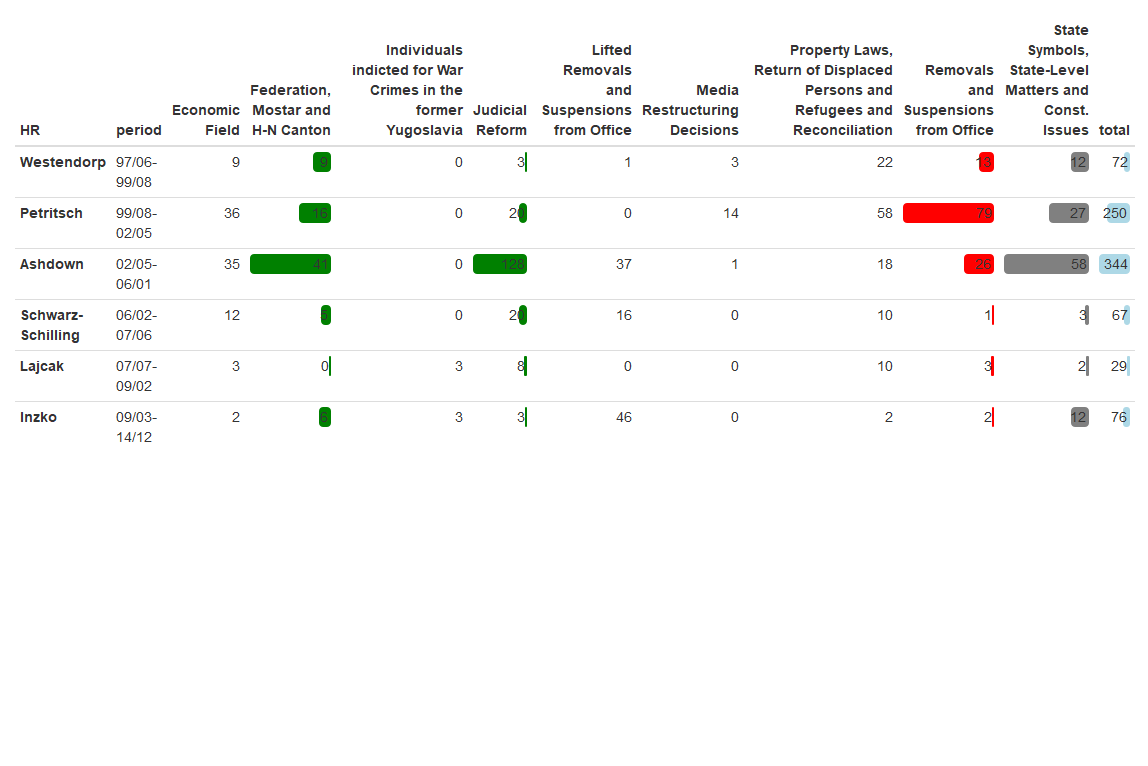 State
Individuals Lifted Property Laws, Symbols,
indicted for War Removals Return of Displaced Removals State-Level
Federation, Crimes in the and Media Persons and and Matters and
Economic Mostar and former Judicial Suspensions Restructuring Refugees and Suspensions Const.
HR period Field H-N Canton Yugoslavia Reform from Office Decisions Reconciliation from Office Issues total
Westendorp 97/06- 9 9 0 3 1 3 22 13 12 72
99/08
Petritsch 99/08- 36 16 0 20 0 14 58 79 27 250
02/05
Ashdown 02/05- 35 41 0 128 37 1 18 26 58 344
06/01
Schwarz- 06/02- 12 5 0 20 16 0 10 1 3 67
Schilling 07/06
Lajcak 07/07- 3 0 3 8 0 0 10 3 2 29
09/02
Inzko 09/03- 2 6 3 3 46 0 2 2 12 76
14/12